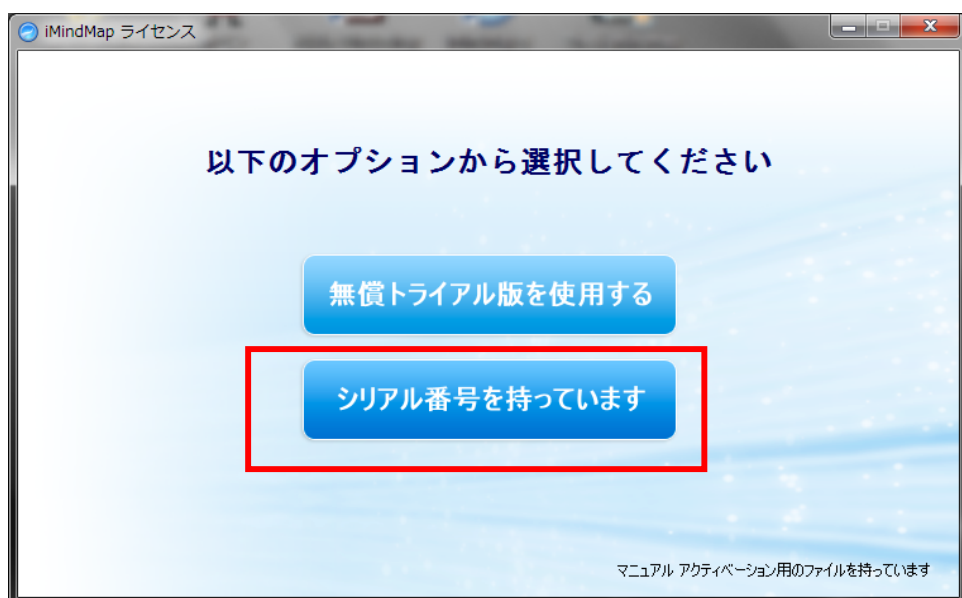 iMindMap ライセンス
以下のオプションから選択してください
無償トライアル版を使用する
シリアル番号を持っています
マニュアル アクティベーション用のファイルを持っています